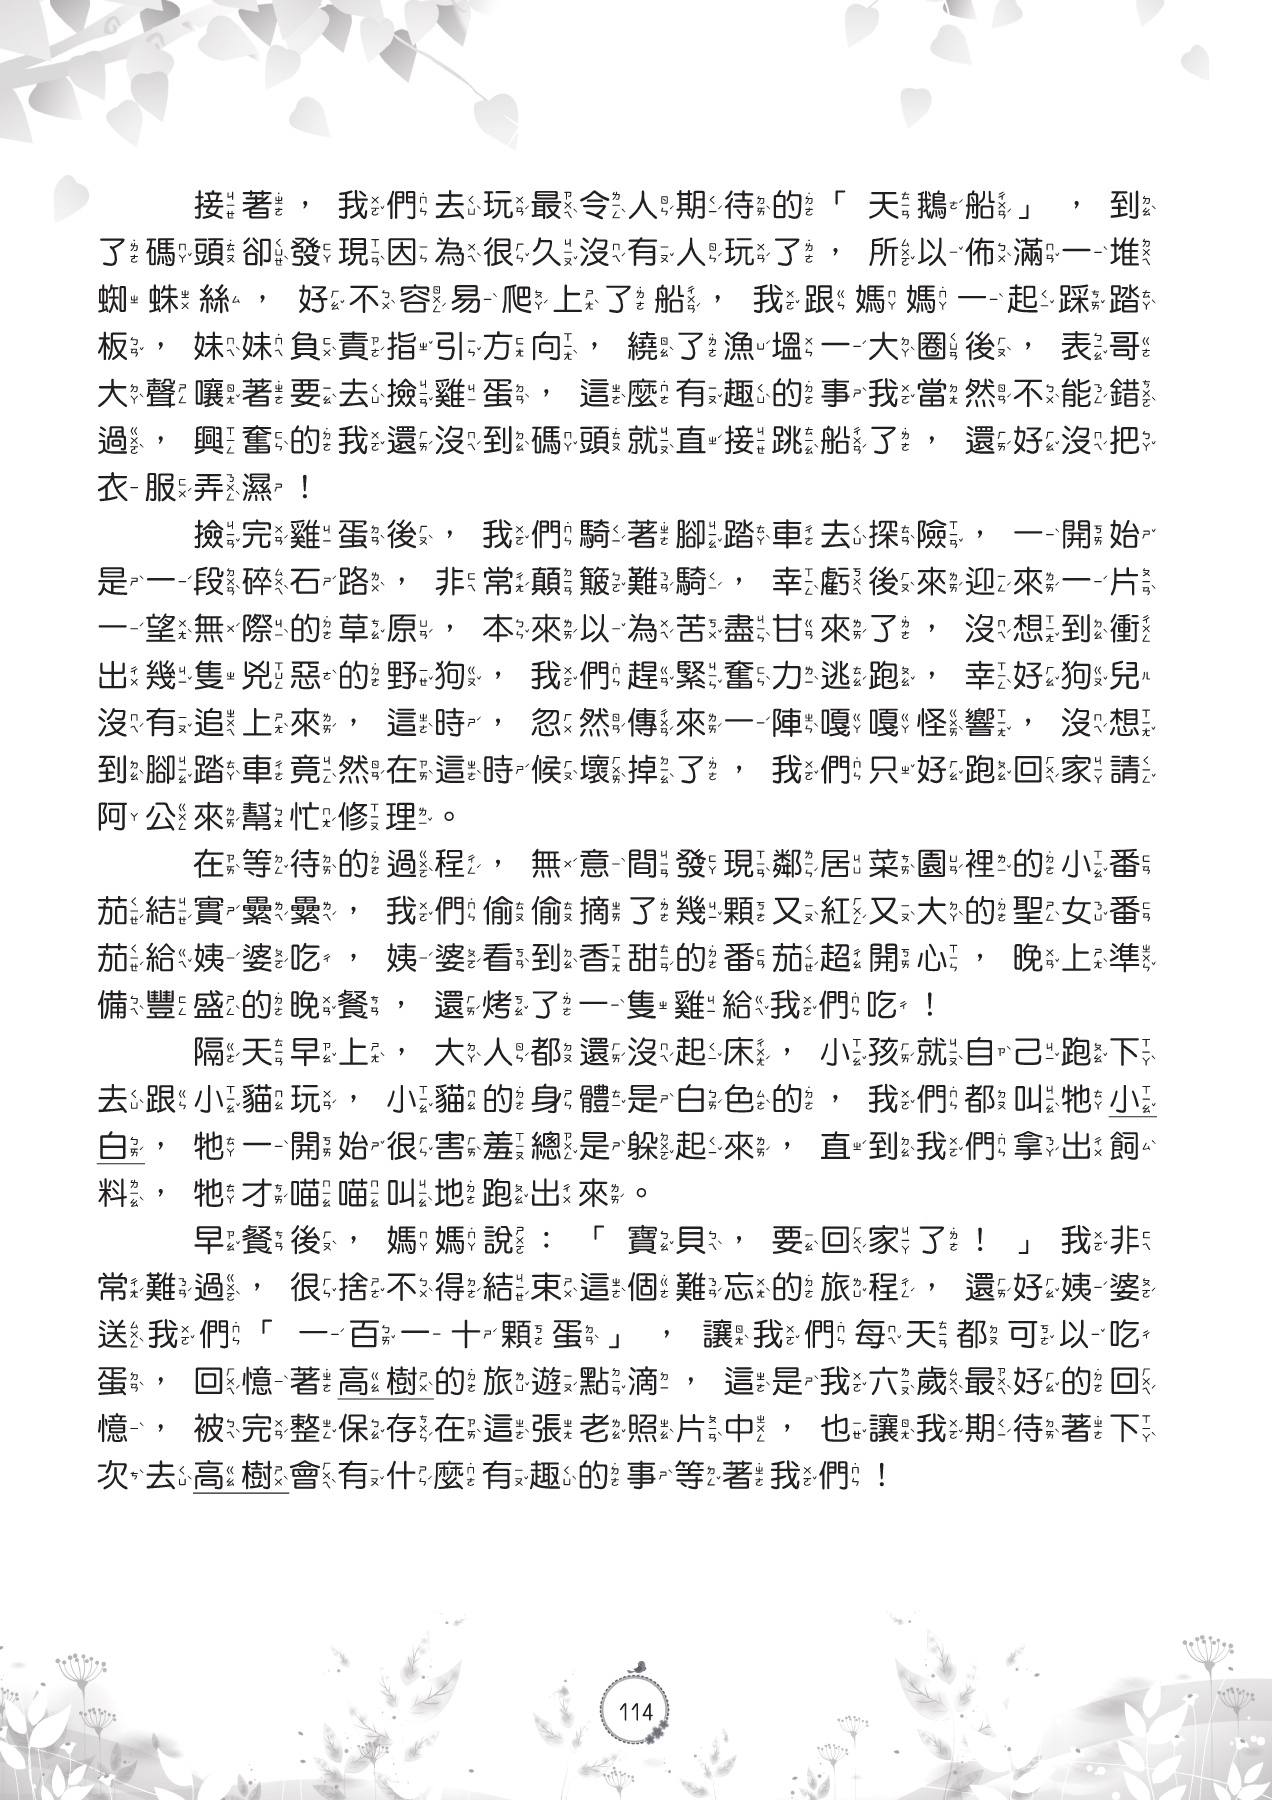 接著，我們去玩最令人期待的「天鵝船」，到
了碼頭卻發現因為很久沒有人玩了，所以佈滿一堆
蜘蛛絲，好不容易爬上了船，我跟媽媽一起踩踏
板，妹妹負責指引方向，繞了漁塭一大圈後，表哥
大聲嚷著要去撿雞蛋，這麼有趣的事我當然不能錯
過，興奮的我還沒到碼頭就直接跳船了，還好沒把
衣服弄濕！
撿完雞蛋後，我們騎著腳踏車去探險，一開始
是一段碎石路，非常顛簸難騎，幸虧後來迎來一片
一望無際的草原，本來以為苦盡甘來了，沒想到衝
出幾隻兇惡的野狗，我們趕緊奮力逃跑，幸好狗兒
沒有追上來，這時，忽然傳來一陣嘎嘎怪響，沒想
到腳踏車竟然在這時候壞掉了，我們只好跑回家請
阿公來幫忙修理。
在等待的過程，無意間發現鄰居菜園裡的小番
茄結實纍纍，我們偷偷摘了幾顆又紅又大的聖女番
茄給姨婆吃，姨婆看到香甜的番茄超開心，晚上準
備豐盛的晚餐，還烤了一隻雞給我們吃！
隔天早上，大人都還沒起床，小孩就自己跑下
去跟小貓玩，小貓的身體是白色的，我們都叫牠小
白，牠一開始很害羞總是躲起來，直到我們拿出飼
料，牠才喵喵叫地跑出來。
早餐後，媽媽說：「寶貝，要回家了！」我非
常難過，很捨不得結束這個難忘的旅程，還好姨婆
送我們「一百一十顆蛋」，讓我們每天都可以吃
蛋，回憶著高樹的旅遊點滴，這是我六歲最好的回
憶，被完整保存在這張老照片中，也讓我期待著下
次去高樹會有什麼有趣的事等著我們！
114